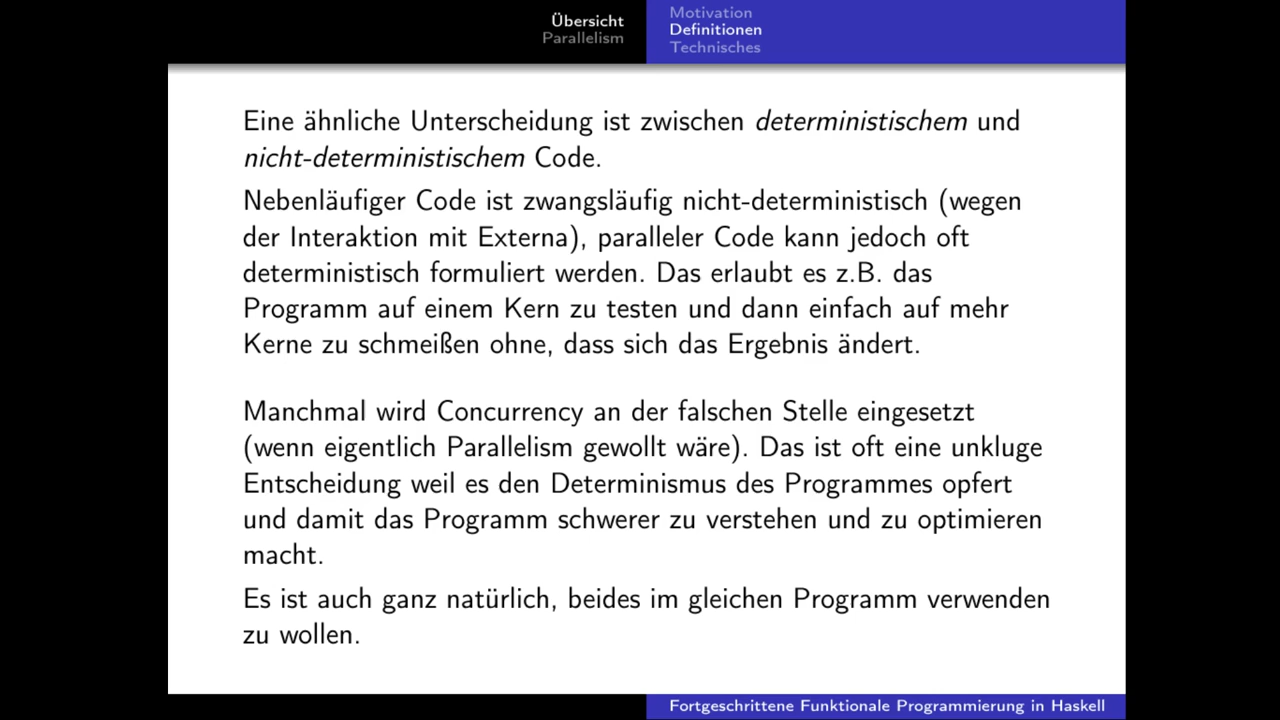 Übersicht
Parallelism
Motivation
Definitionen
Technisches
Eine ähnliche Unterscheidung ist zwischen deterministischem und
nicht-deterministischem Code.
Nebenläufiger Code ist zwangsläufig nicht-deterministisch (wegen
der Interaktion mit Externa), paralleler Code kann jedoch oft
deterministisch formuliert werden. Das erlaubt es z.B. das
Programm auf einem Kern zu testen und dann einfach auf mehr
Kerne zu schmeißen ohne, dass sich das Ergebnis ändert.
Manchmal wird Concurrency an der falschen Stelle eingesetzt
(wenn eigentlich Parallelism gewollt wäre). Das ist oft eine unkluge
Entscheidung weil es den Determinismus des Programmes opfert
und damit das Programm schwerer zu verstehen und zu optimieren
macht.
Es ist auch ganz natürlich, beides im gleichen Programm verwenden
zu wollen.
Fortgeschrittene Funktionale Programmierung in Haskell